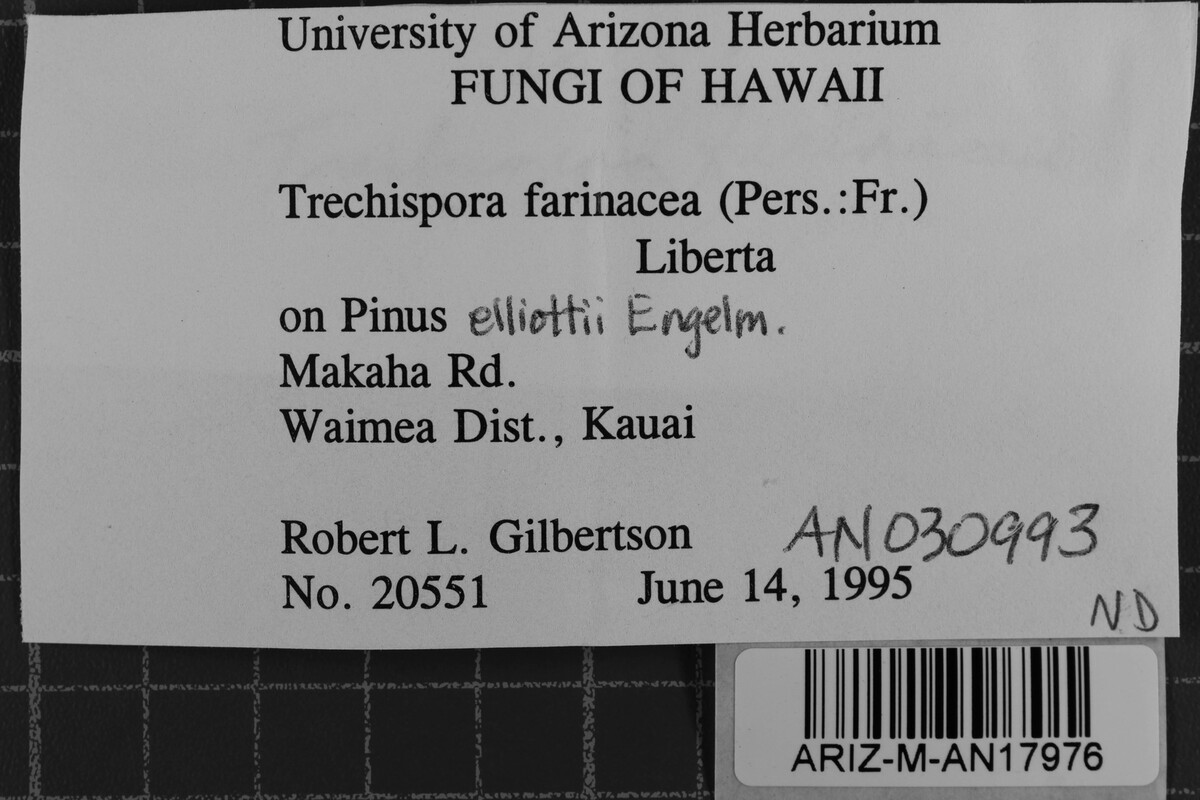 University of Arizona Herbarium
FUNGI OF HAWAII
Trechispora farinacea (Pers.:Fr.)
Liberta
on Pinus elliottii Engelm.
Makaha Rd.
Waimea Dist., Kauai
Robert L. Gilbertson AN030993
No. 20551 June 14, 1995
ND
ARIZ-M-AN17976